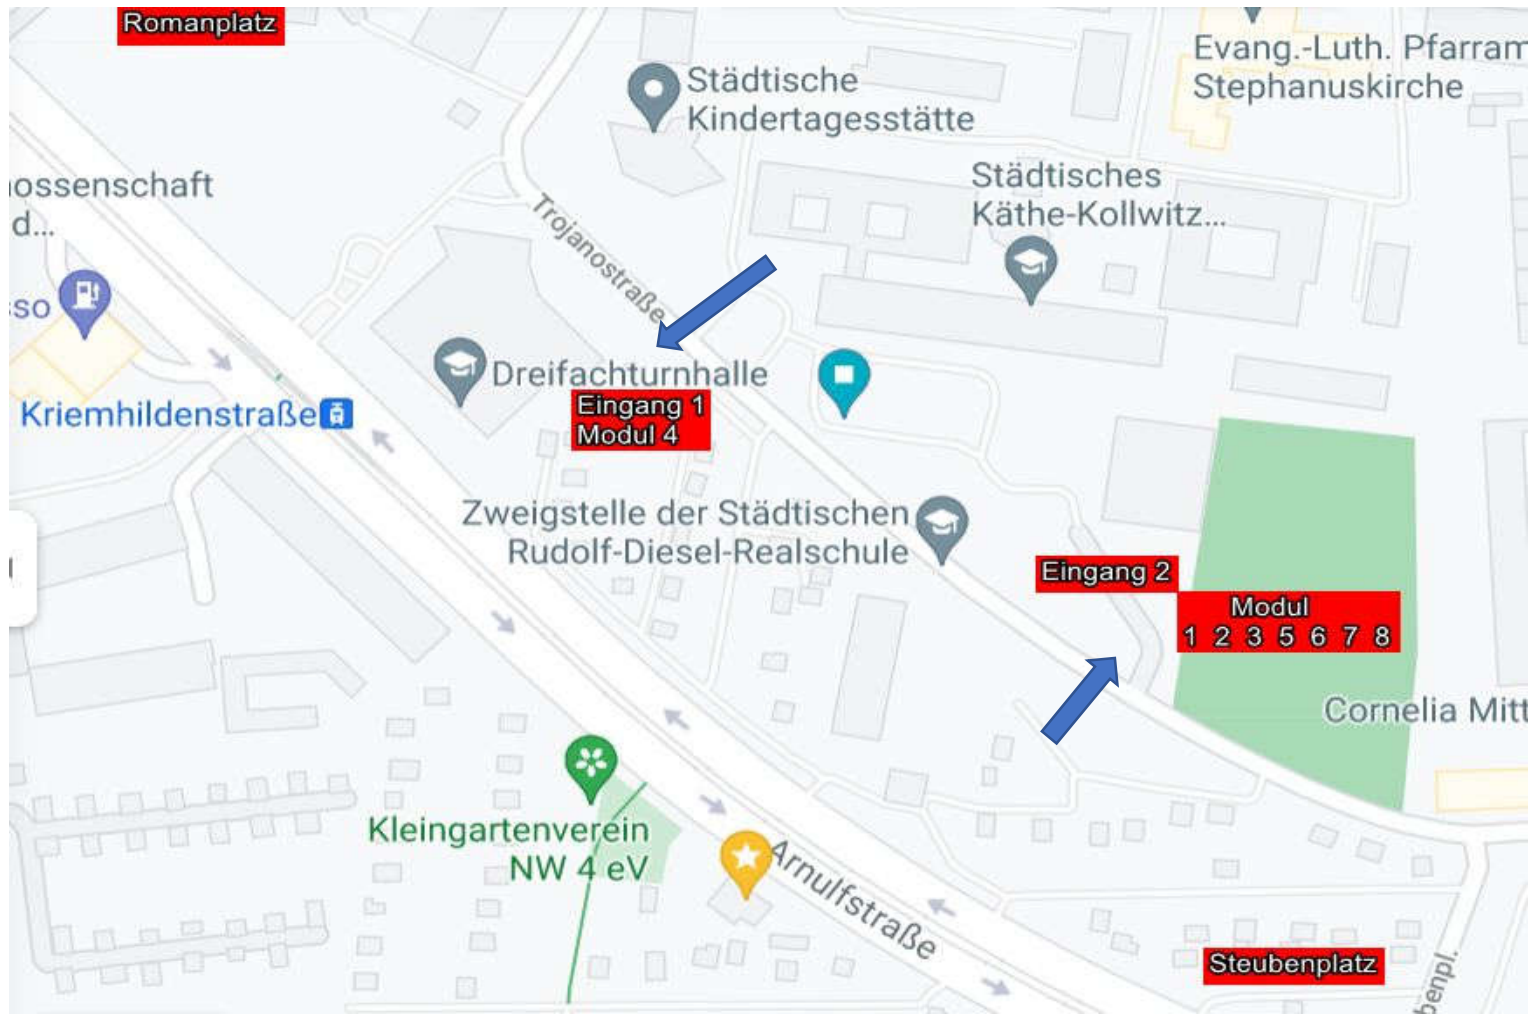 Romanplatz
Städtische
Kindertagesstätte
Evang.-Luth. Pfarram
Stephanuskirche
ossenschaft
d...
Städtisches
Käthe-Kollwitz...
Trojanostraße
sso
Dreifachturnhalle
Eingang 1
Modul 4
Kriemhildenstraße
Zweigstelle der Städtischen
Rudolf-Diesel-Realschule
Eingang 2
Modul
1 2 3 5 6 7 8
Cornelia Mitt
Kleingartenverein
NW 4 eV
Arnulfstraße
Steubenplatz
benpl.